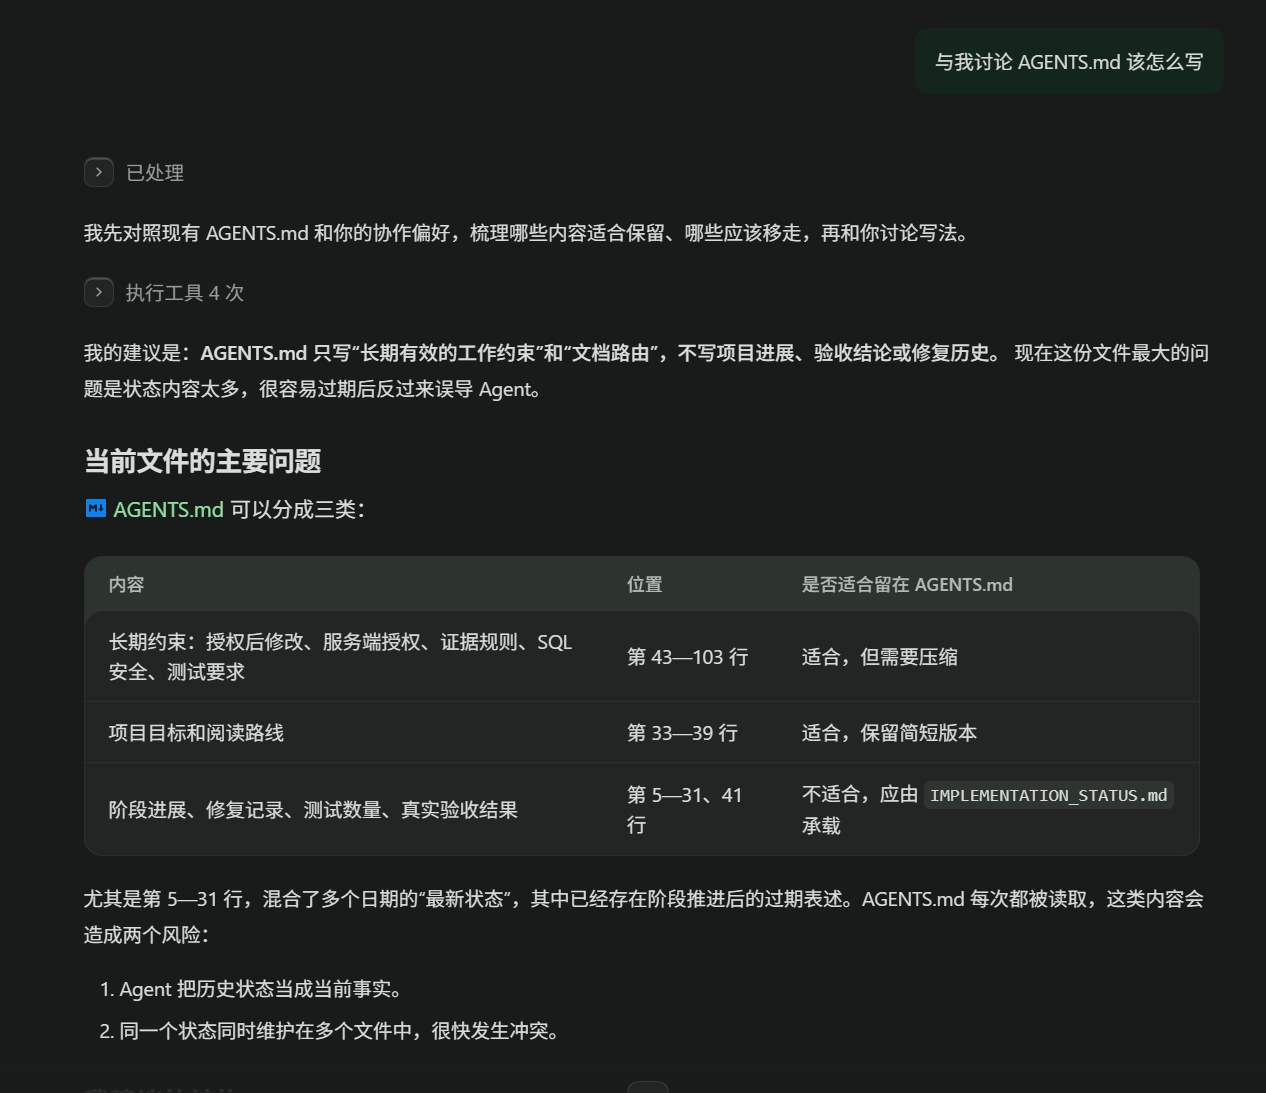 与我讨论 AGENTS.md 该怎么写
已处理
我先对照现有 AGENTS.md 和你的协作偏好，梳理哪些内容适合保留、哪些应该移走，再和你讨论写法。
执行工具 4 次
我的建议是：AGENTS.md 只写“长期有效的工作约束”和“文档路由”，不写项目进展、验收结论或修复历史。 现在这份文件最大的问
题是状态内容太多，很容易过期后反过来误导 Agent。
当前文件的主要问题
AGENTS.md 可以分成三类：
内容 位置 是否适合留在 AGENTS.md
长期约束：授权后修改、服务端授权、证据规则、SQL
安全、测试要求
第 43—103 行
适合，但需要压缩
项目目标和阅读路线 第 33—39 行 适合，保留简短版本
阶段进展、修复记录、测试数量、真实验收结果
第 5—31、41
行
不适合，应由 IMPLEMENTATION_STATUS.md
承载
尤其是第 5—31 行，混合了多个日期的“最新状态”，其中已经存在阶段推进后的过期表述。AGENTS.md 每次都被读取，这类内容会
造成两个风险：
1. Agent 把历史状态当成当前事实。
2. 同一个状态同时维护在多个文件中，很快发生冲突。